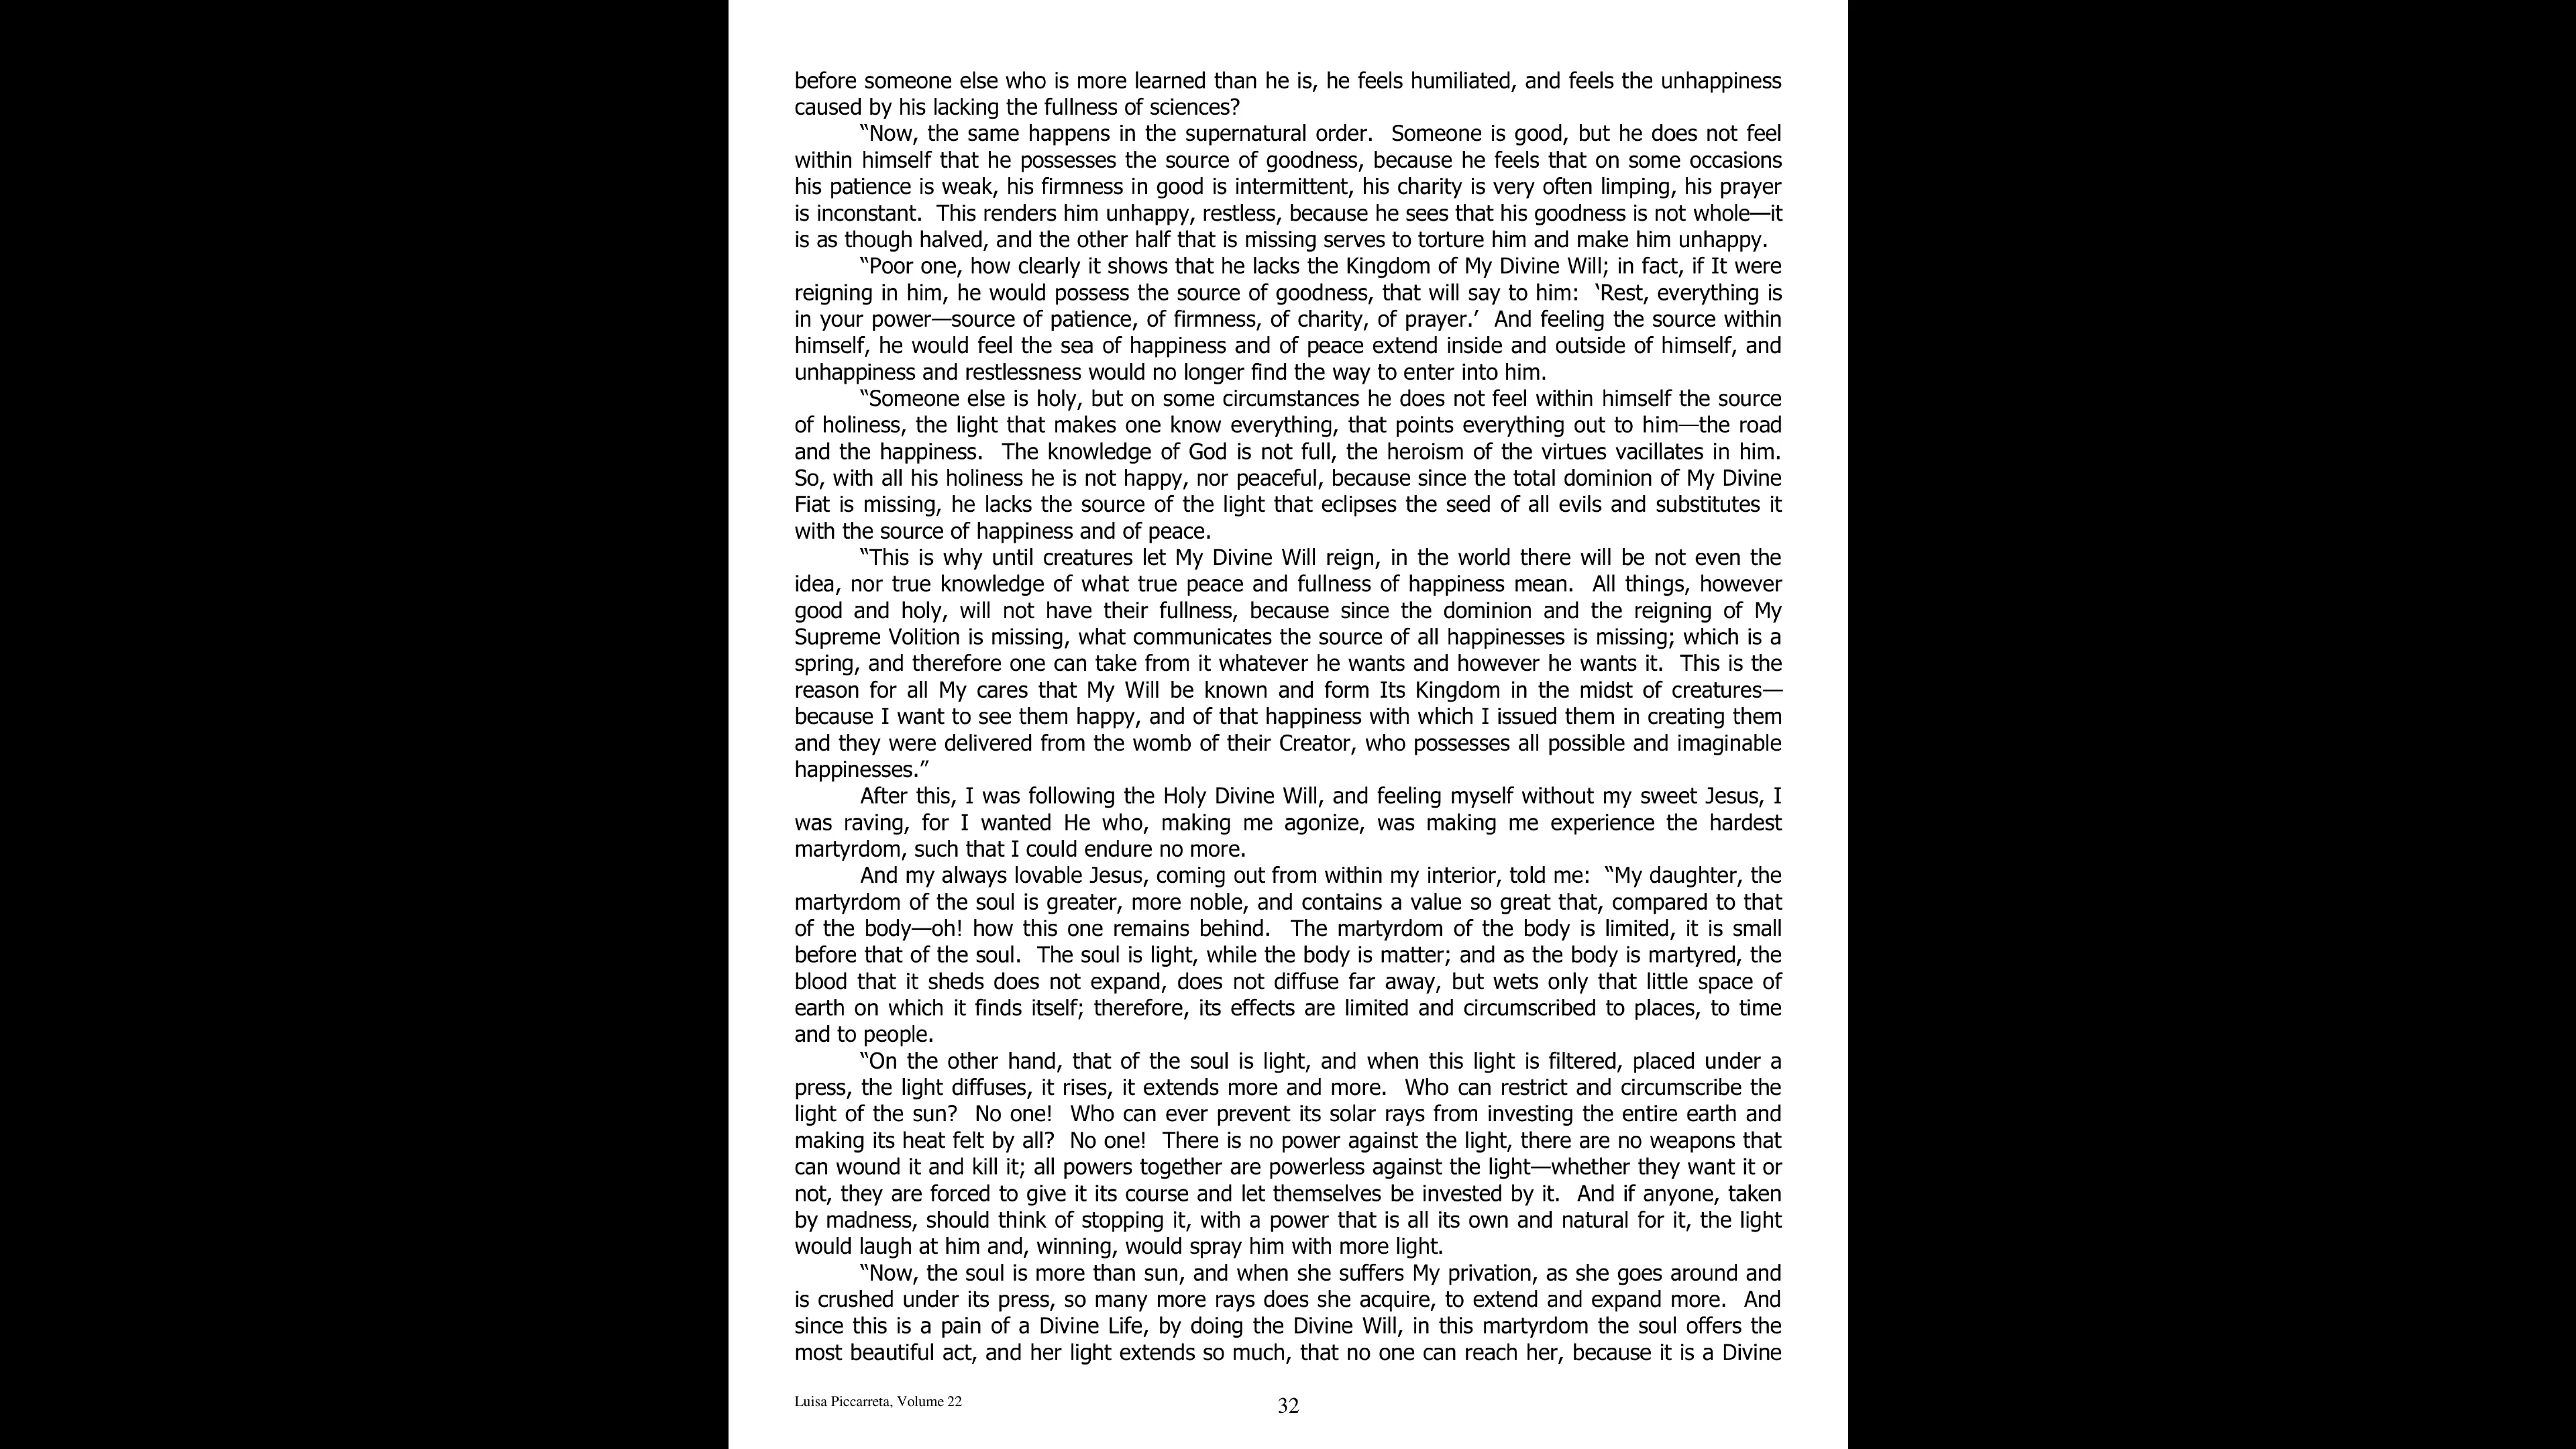 before someone else who is more learned than he is, he feels humiliated, and feels the unhappiness
caused by his lacking the fullness of sciences?
“Now, the same happens in the supernatural order.  Someone is good, but he does not feel
within himself that he possesses the source of goodness, because he feels that on some occasions
his patience is weak, his firmness in good is intermittent, his charity is very often limping, his prayer
is inconstant.  This renders him unhappy, restless, because he sees that his goodness is not whole—it
is as though halved, and the other half that is missing serves to torture him and make him unhappy.
“Poor one, how clearly it shows that he lacks the Kingdom of My Divine Will; in fact, if It were
reigning in him, he would possess the source of goodness, that will say to him:  ‘Rest, everything is
in your power—source of patience, of firmness, of charity, of prayer.’  And feeling the source within
himself, he would feel the sea of happiness and of peace extend inside and outside of himself, and
unhappiness and restlessness would no longer find the way to enter into him.
“Someone else is holy, but on some circumstances he does not feel within himself the source
of holiness, the light that makes one know everything, that points everything out to him—the road
and the happiness.  The knowledge of God is not full, the heroism of the virtues vacillates in him.
So, with all his holiness he is not happy, nor peaceful, because since the total dominion of My Divine
Fiat is missing, he lacks the source of the light that eclipses the seed of all evils and substitutes it
with the source of happiness and of peace.
“This is why until creatures let My Divine Will reign, in the world there will be not even the
idea, nor true knowledge of what true peace and fullness of happiness mean.  All things, however
good and holy, will not have their fullness, because since the dominion and the reigning of My
Supreme Volition is missing, what communicates the source of all happinesses is missing; which is a
spring, and therefore one can take from it whatever he wants and however he wants it.  This is the
reason for all My cares that My Will be known and form Its Kingdom in the midst of creatures—
because I want to see them happy, and of that happiness with which I issued them in creating them
and they were delivered from the womb of their Creator, who possesses all possible and imaginable
happinesses.”
After this, I was following the Holy Divine Will, and feeling myself without my sweet Jesus, I
was raving, for I wanted He who, making me agonize, was making me experience the hardest
martyrdom, such that I could endure no more.
And my always lovable Jesus, coming out from within my interior, told me:  “My daughter, the
martyrdom of the soul is greater, more noble, and contains a value so great that, compared to that
of the body—oh! how this one remains behind.  The martyrdom of the body is limited, it is small
before that of the soul.  The soul is light, while the body is matter; and as the body is martyred, the
blood that it sheds does not expand, does not diffuse far away, but wets only that little space of
earth on which it finds itself; therefore, its effects are limited and circumscribed to places, to time
and to people.
“On the other hand, that of the soul is light, and when this light is filtered, placed under a
press, the light diffuses, it rises, it extends more and more.  Who can restrict and circumscribe the
light of the sun?  No one!  Who can ever prevent its solar rays from investing the entire earth and
making its heat felt by all?  No one!  There is no power against the light, there are no weapons that
can wound it and kill it; all powers together are powerless against the light—whether they want it or
not, they are forced to give it its course and let themselves be invested by it.  And if anyone, taken
by madness, should think of stopping it, with a power that is all its own and natural for it, the light
would laugh at him and, winning, would spray him with more light.
“Now, the soul is more than sun, and when she suffers My privation, as she goes around and
is crushed under its press, so many more rays does she acquire, to extend and expand more.  And
since this is a pain of a Divine Life, by doing the Divine Will, in this martyrdom the soul offers the
most beautiful act, and her light extends so much, that no one can reach her, because it is a Divine
Luisa Piccarreta, Volume 22
32